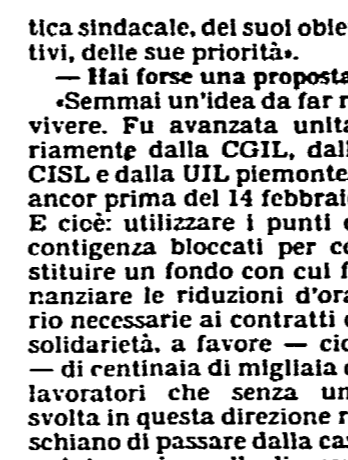 tica sindacale, dei suoi obie
tivi, delle sue priorità».
— Hai forse una proposta
«Semmai un'idea da far r
vivere. Fu avanzata unita
riamente dalla CGIL, dall
CISL e dalla UIL piemonte
ancor prima del 14 febbrai
E cioè: utilizzare i punti
contigenza bloccati per co
stituire un fondo con cui f
nanziare le riduzioni d'ora
rio necessarie ai contratti
solidarietà, a favore — cio
— di centinaia di migliaia
lavoratori che senza un
svolta in questa direzione r
schiano di passare dalla cas